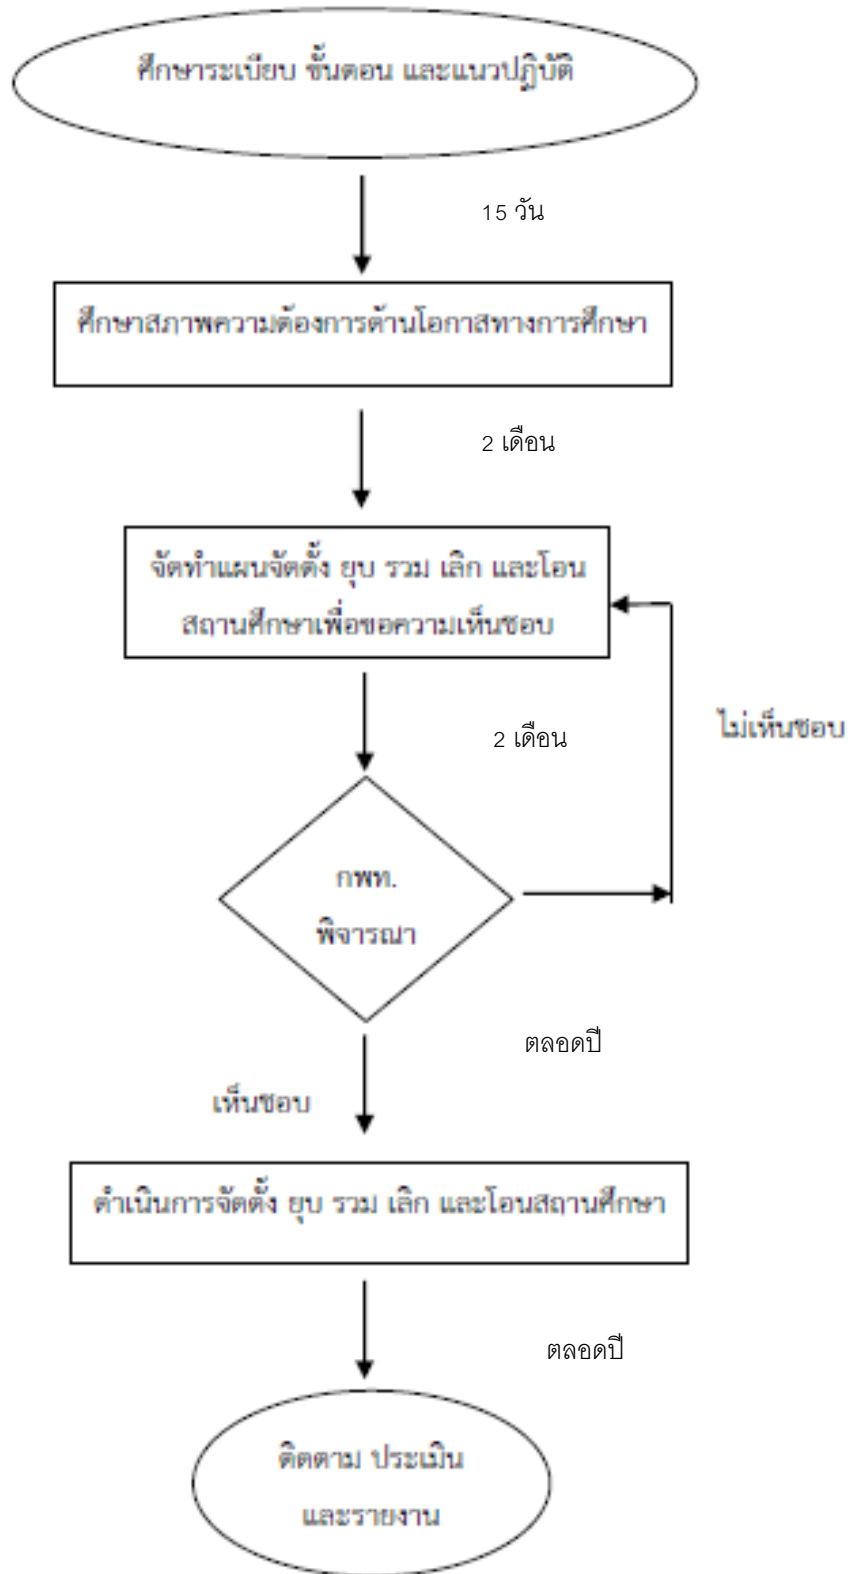 ศึกษาระเบียบ ขั้นตอน และแนวปฏิบัติ
15 วัน
ศึกษาสภาพความต้องการด้านโอกาสทางการศึกษา
2 เดือน
จัดทำแผนจัดตั้ง ยุบ รวม เลิก และโอน
สถานศึกษาเพื่อขอความเห็นชอบ
2 เดือน
ไม่เห็นชอบ
กพท.
พิจารณา
ตลอดปี
เห็นชอบ
ดำเนินการจัดตั้ง ยุบ รวม เลิก และโอนสถานศึกษา
ตลอดปี
ติดตาม ประเมิน
และรายงาน